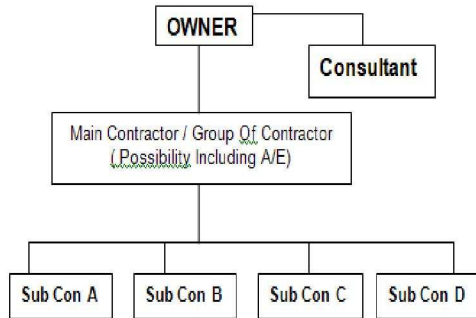 OWNER
Consultant
Main Contractor / Group Of Contractor
( Possibility Including A/E)
Sub Con A
Sub Con B
Sub Con C
Sub Con D